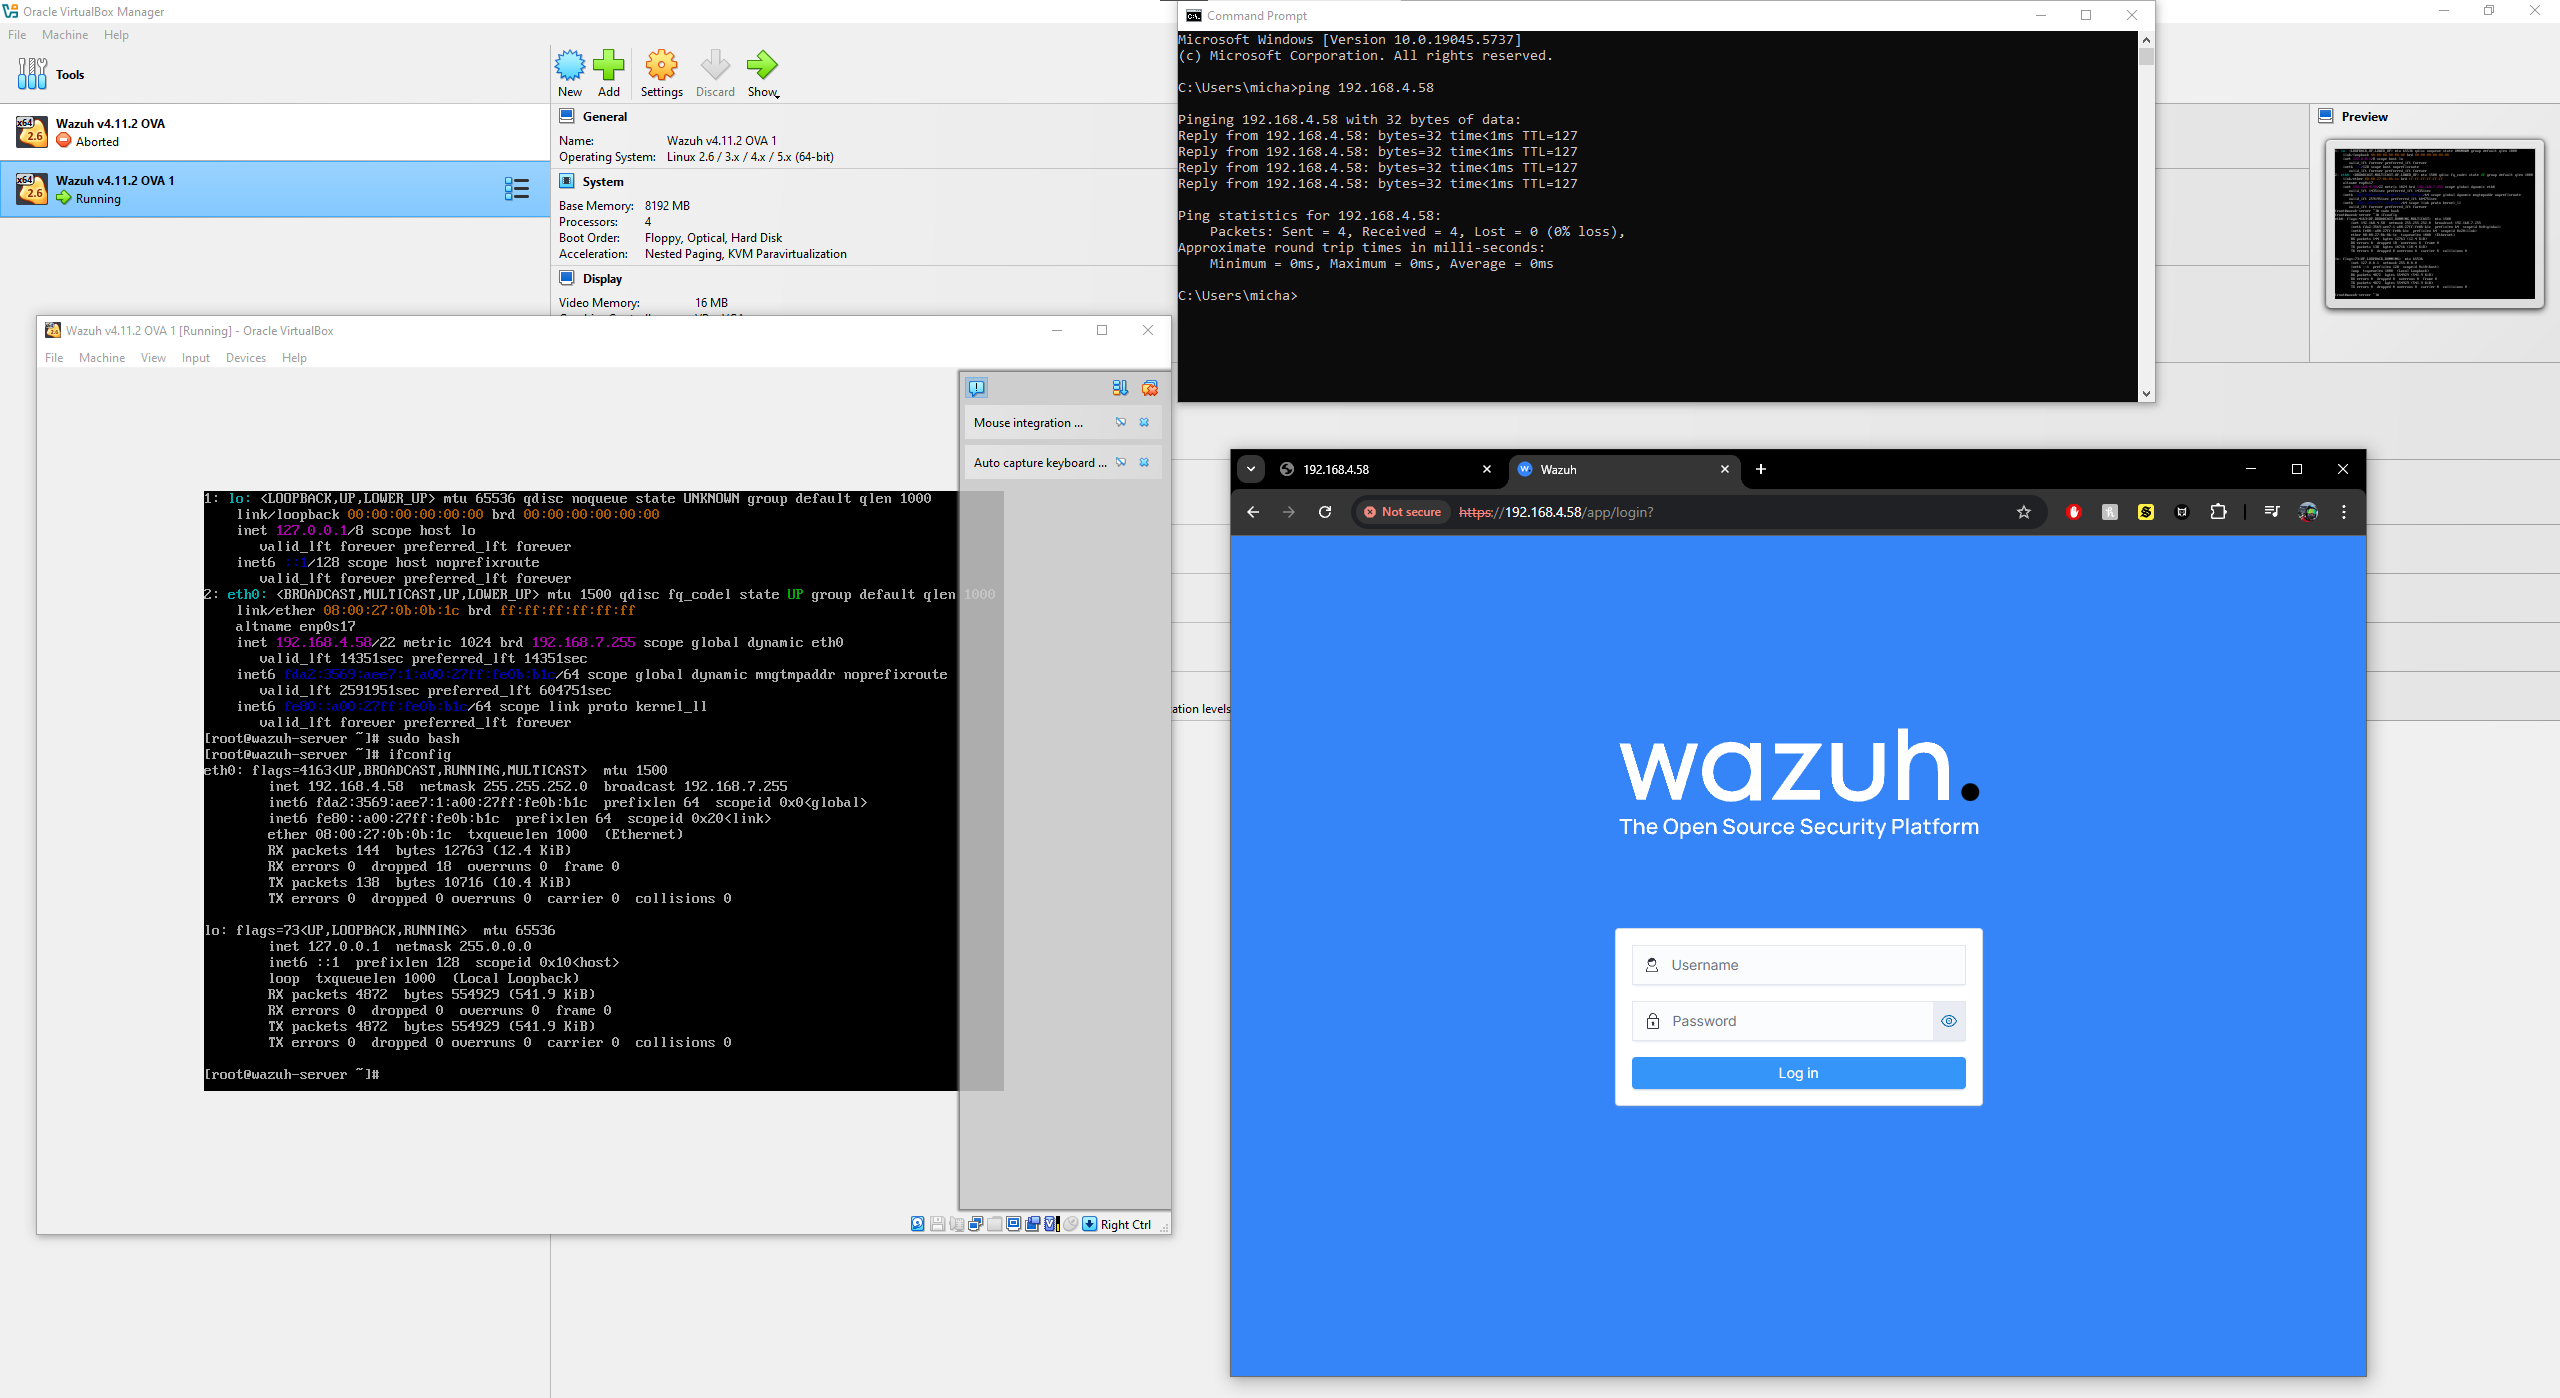 Oracle VirtualBox Manager
File Machine Help
Tools
Wazuh v4.11.2 OVA
Aborted
Wazuh v4.11.2 OVA 1
Running
New Add Settings Discard Show
General
Name: Wazuh v4.11.2 OVA 1
Operating System: Linux 2.6 / 3.x / 4.x / 5.x (64-bit)
System
Base Memory: 8192 MB
Processors: 4
Boot Order: Floppy, Optical, Hard Disk
Acceleration: Nested Paging, KVM Paravirtualization
Display
Video Memory: 16 MB
Preview
ation levels
Command Prompt
Microsoft Windows [Version 10.0.19045.5737]
(c) Microsoft Corporation. All rights reserved.
C:\Users\micha>ping 192.168.4.58
Pinging 192.168.4.58 with 32 bytes of data:
Reply from 192.168.4.58: bytes=32 time<1ms TTL=127
Reply from 192.168.4.58: bytes=32 time<1ms TTL=127
Reply from 192.168.4.58: bytes=32 time<1ms TTL=127
Reply from 192.168.4.58: bytes=32 time<1ms TTL=127
Ping statistics for 192.168.4.58:
Packets: Sent = 4, Received = 4, Lost = 0 (0% loss),
Approximate round trip times in milli-seconds:
Minimum = 0ms, Maximum = 0ms, Average = 0ms
C:\Users\micha>
Wazuh v4.11.2 OVA 1 [Running] - Oracle VirtualBox
File Machine View Input Devices Help
Mouse integration ...
Auto capture keyboard ...
1: lo: <LOOPBACK,UP,LOWER_UP> mtu 65536 qdisc noqueue state UNKNOWN group default qlen 1000
link/loopback 00:00:00:00:00:00 brd 00:00:00:00:00:00
inet 127.0.0.1/8 scope host lo
valid_lft forever preferred_lft forever
inet6 ::1/128 scope host noprefixroute
valid_lft forever preferred_lft forever
2: eth0: <BROADCAST,MULTICAST,UP,LOWER_UP> mtu 1500 qdisc fq_codel state UP group default qlen 1000
link/ether 08:00:27:0b:0b:1c brd ff:ff:ff:ff:ff:ff
altname enp0s17
inet 192.168.4.58/22 metric 1024 brd 192.168.7.255 scope global dynamic eth0
valid_lft 14351sec preferred_lft 14351sec
inet6 fda2:3569:aee7:1:a00:27ff:fe0b:b1c/64 scope global dynamic mngtmpaddr noprefixroute
valid_lft 2591951sec preferred_lft 604751sec
inet6 fe80::a00:27ff:fe0b:b1c/64 scope link proto kernel_ll
valid_lft forever preferred_lft forever
[root@wazuh-server ~]# sudo bash
[root@wazuh-server ~]# ifconfig
eth0: flags=4163<UP,BROADCAST,RUNNING,MULTICAST> mtu 1500
inet 192.168.4.58 netmask 255.255.252.0 broadcast 192.168.7.255
inet6 fda2:3569:aee7:1:a00:27ff:fe0b:b1c prefixlen 64 scopeid 0x0<global>
inet6 fe80::a00:27ff:fe0b:b1c prefixlen 64 scopeid 0x20<link>
ether 08:00:27:0b:0b:1c txqueuelen 1000 (Ethernet)
RX packets 144 bytes 12763 (12.4 KiB)
RX errors 0 dropped 18 overruns 0 frame 0
TX packets 138 bytes 10716 (10.4 KiB)
TX errors 0 dropped 0 overruns 0 carrier 0 collisions 0
lo: flags=73<UP,LOOPBACK,RUNNING> mtu 65536
inet 127.0.0.1 netmask 255.0.0.0
inet6 ::1 prefixlen 128 scopeid 0x10<host>
loop txqueuelen 1000 (Local Loopback)
RX packets 4872 bytes 554929 (541.9 KiB)
RX errors 0 dropped 0 overruns 0 frame 0
TX packets 4872 bytes 554929 (541.9 KiB)
TX errors 0 dropped 0 overruns 0 carrier 0 collisions 0
[root@wazuh-server ~]#
Right Ctrl
192.168.4.58
Wazuh
Not secure https://192.168.4.58/app/login?
wazuh.
The Open Source Security Platform
Username
Password
Log in